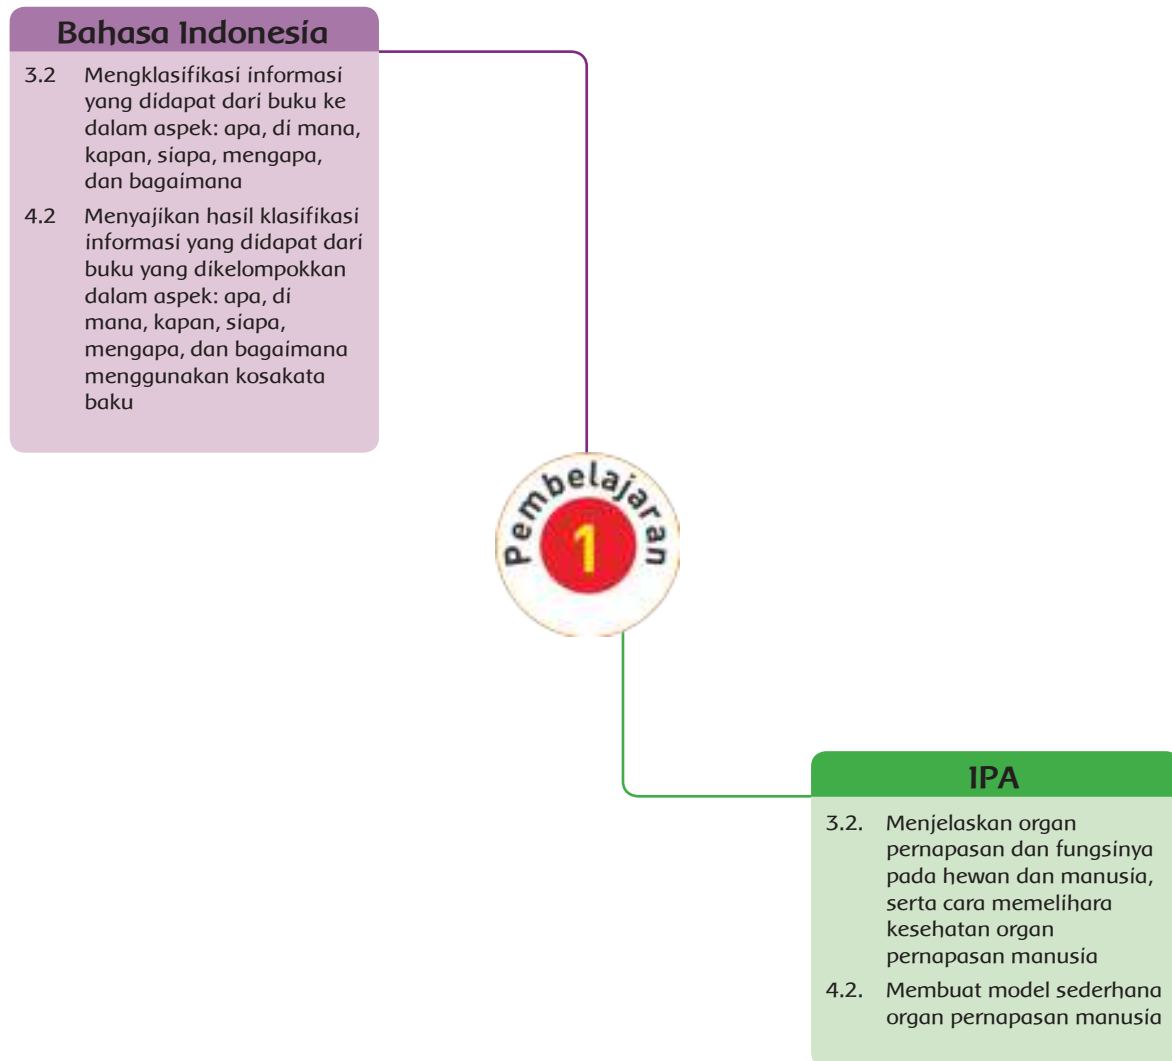 Bahasa Indonesia
3.2 Mengklasifikasi informasi
yang didapat dari buku ke
dalam aspek: apa, di mana,
kapan, siapa, mengapa,
dan bagaimana
4.2 Menyajikan hasil klasifikasi
informasi yang didapat dari
buku yang dikelompokkan
dalam aspek: apa, di
mana, kapan, siapa,
mengapa, dan bagaimana
menggunakan kosakata
baku
Pembelajaran
1
IPA
3.2. Menjelaskan organ
pernapasan dan fungsinya
pada hewan dan manusia,
serta cara memelihara
kesehatan organ
pernapasan manusia
4.2. Membuat model sederhana
organ pernapasan manusia